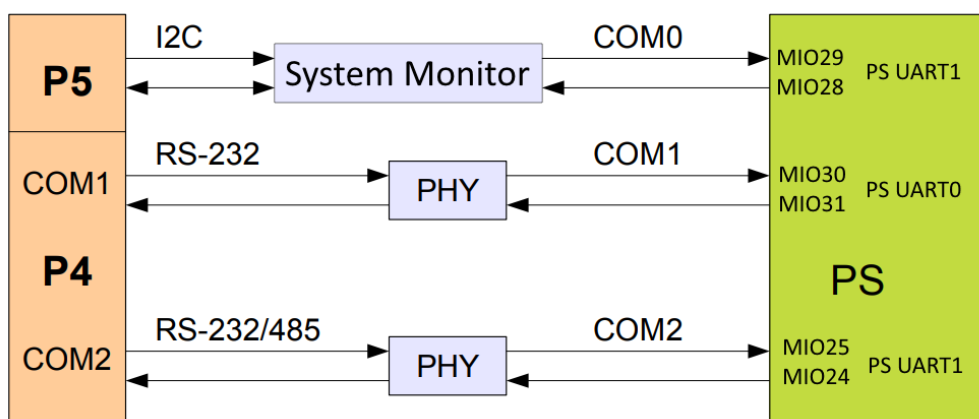 I2C
COM0
P5
System Monitor
MIO29
MIO28
PS UART1
RS-232
COM1
COM1
PHY
MIO30
MIO31
PS UART0
P4
PS
RS-232/485
COM2
COM2
PHY
MIO25
MIO24
PS UART1